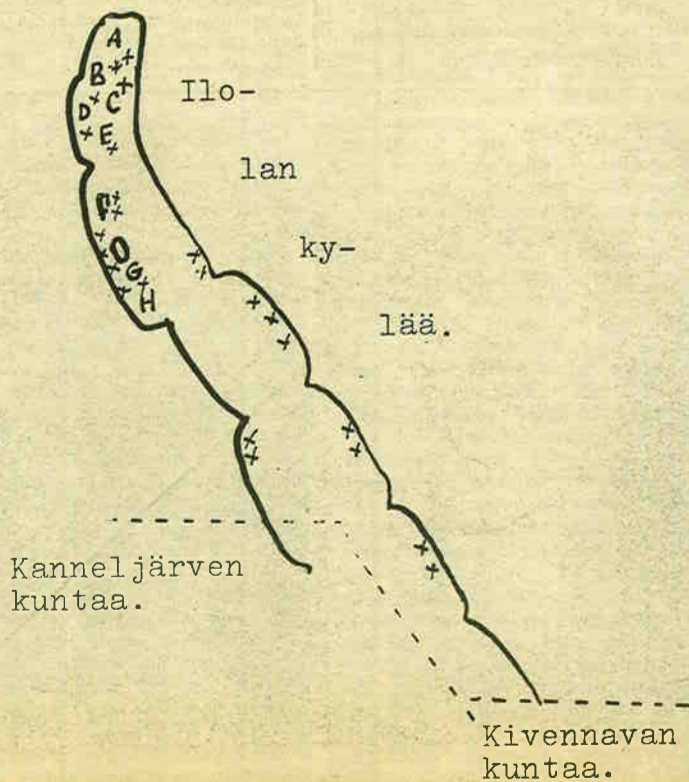 A
B
Ilo-
D C
E
lan
F
ky-
O
G
H
lää.
Kanneljärven
kuntaa.
Kivennavan
kuntaa.